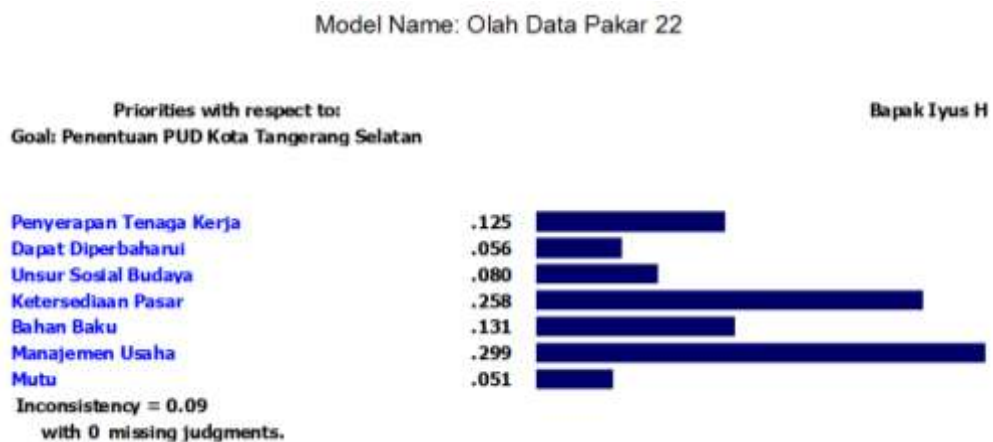 Model Name: Olah Data Pakar 22
Priorities with respect to: Bapak Iyus H
Goal: Penentuan PUD Kota Tangerang Selatan
Penyerapan Tenaga Kerja .125
Dapat Diperbaharui .056
Unsur Sosial Budaya .080
Ketersediaan Pasar .258
Bahan Baku .131
Manajemen Usaha .299
Mutu .051
Inconsistency = 0.09
with 0 missing judgments.